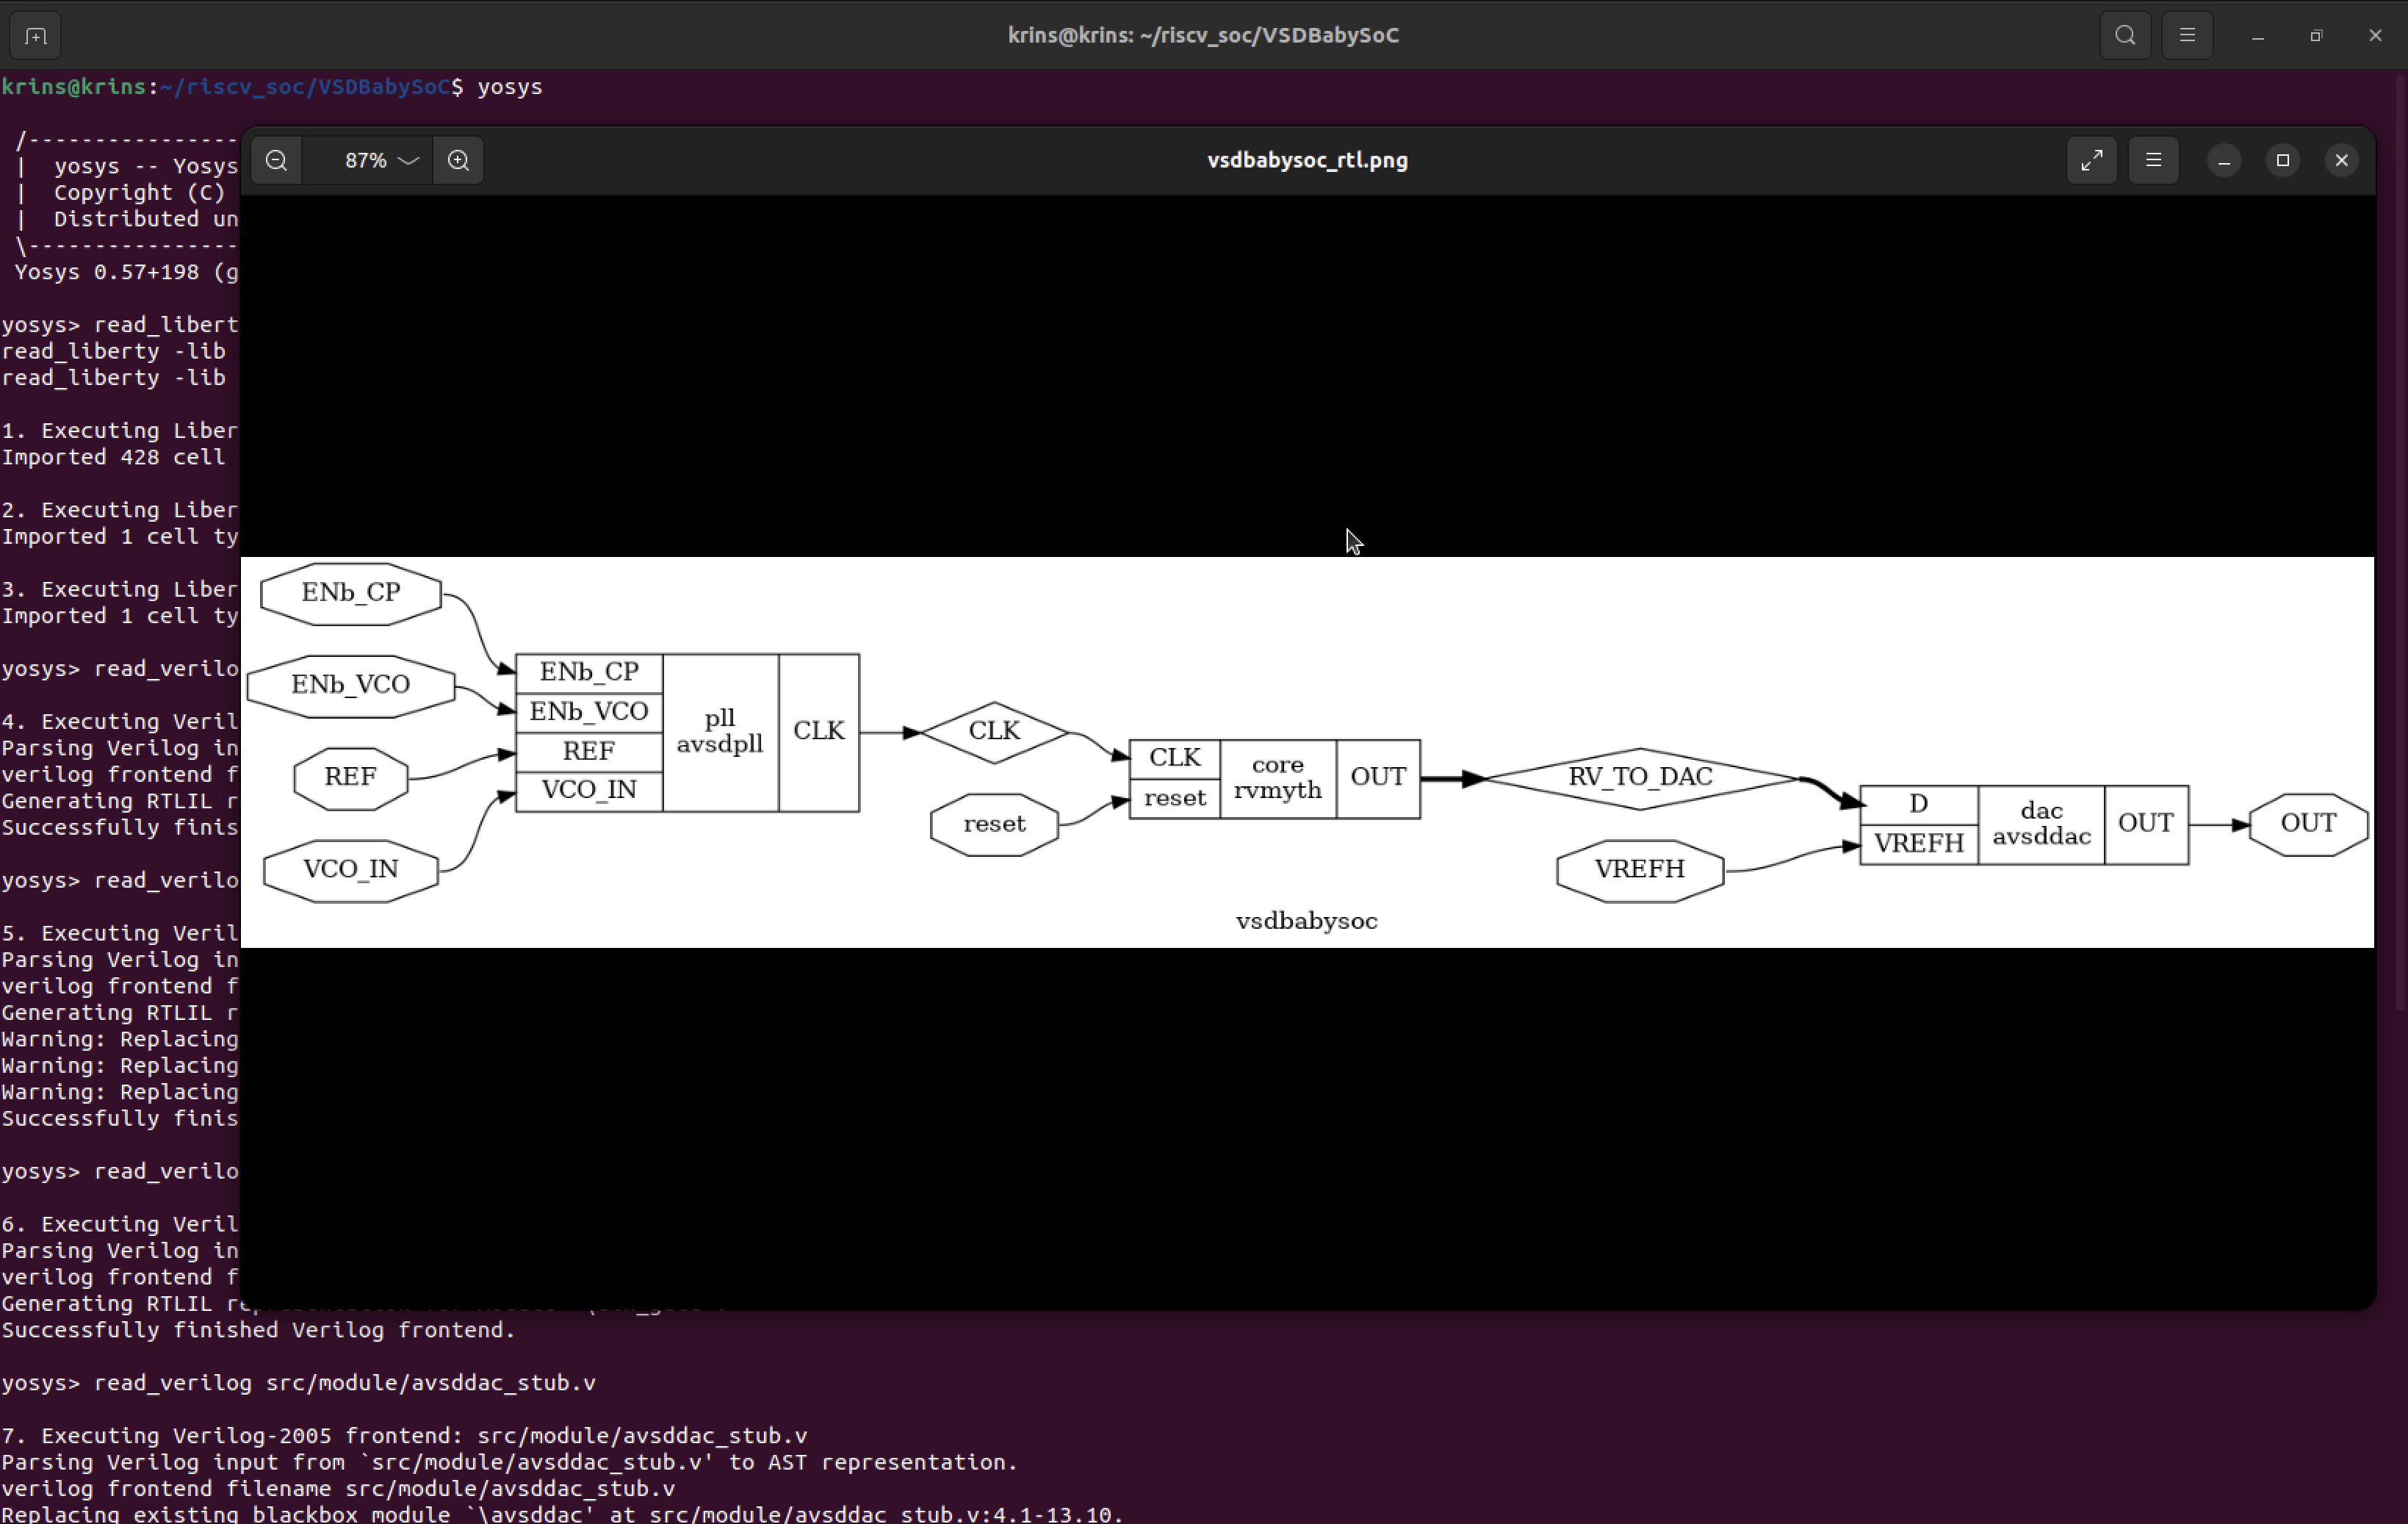 krins@krins: ~/riscv_soc/VSDBabySoC
krins@krins:~/riscv_soc/VSDBabySoC$ yosys
/----------------
| yosys -- Yosys
| Copyright (C)
| Distributed un
\----------------
Yosys 0.57+198 (g
yosys> read_libert
read_liberty -lib
read_liberty -lib
1. Executing Liber
Imported 428 cell
2. Executing Liber
Imported 1 cell ty
3. Executing Liber
Imported 1 cell ty
yosys> read_verilo
4. Executing Veril
Parsing Verilog in
verilog frontend f
Generating RTLIL r
Successfully finis
yosys> read_verilo
5. Executing Veril
Parsing Verilog in
verilog frontend f
Generating RTLIL r
Warning: Replacing
Warning: Replacing
Warning: Replacing
Successfully finis
yosys> read_verilo
6. Executing Veril
Parsing Verilog in
verilog frontend f
Generating RTLIL
Successfully finished Verilog frontend.
yosys> read_verilog src/module/avsddac_stub.v
7. Executing Verilog-2005 frontend: src/module/avsddac_stub.v
Parsing Verilog input from `src/module/avsddac_stub.v' to AST representation.
verilog frontend filename src/module/avsddac_stub.v
Replacing existing blackbox module `\avsddac' at src/module/avsddac_stub.v:4.1-13.10.
87%
vsdbabysoc_rtl.png
ENb_CP
ENb_VCO
REF
VCO_IN
ENb_CP
ENb_VCO
REF
VCO_IN
pll
avsdpll
CLK
CLK
reset
CLK
reset
core
rvmyth
OUT
RV_TO_DAC
VREFH
D
VREFH
dac
avsddac
OUT
OUT
vsdbabysoc